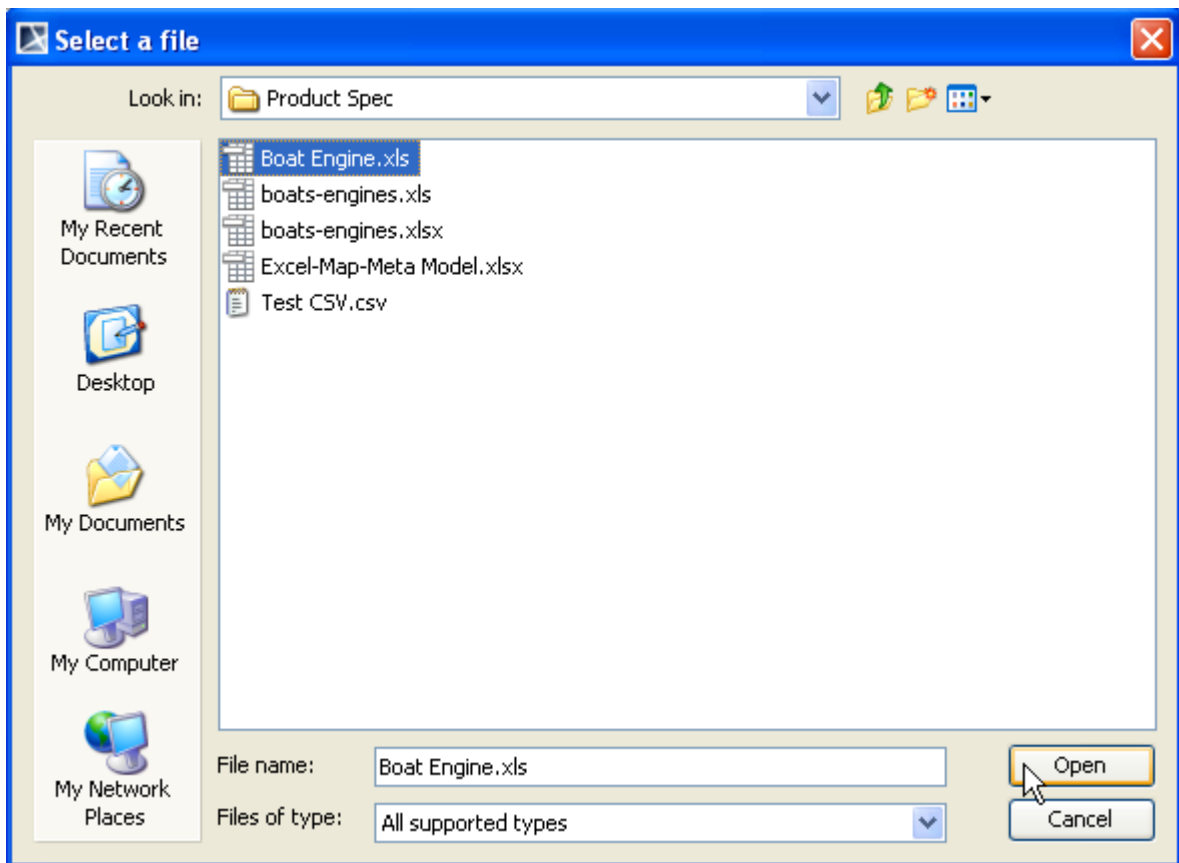 Select a file
Look in:
Product Spec
Boat Engine.xls
boats-engines.xls
boats-engines.xlsx
Excel-Map-Meta Model.xlsx
Test CSV.csv
My Recent
Documents
Desktop
My Documents
My Computer
My Network
Places
File name:
Boat Engine.xls
Open
Files of type:
All supported types
Cancel